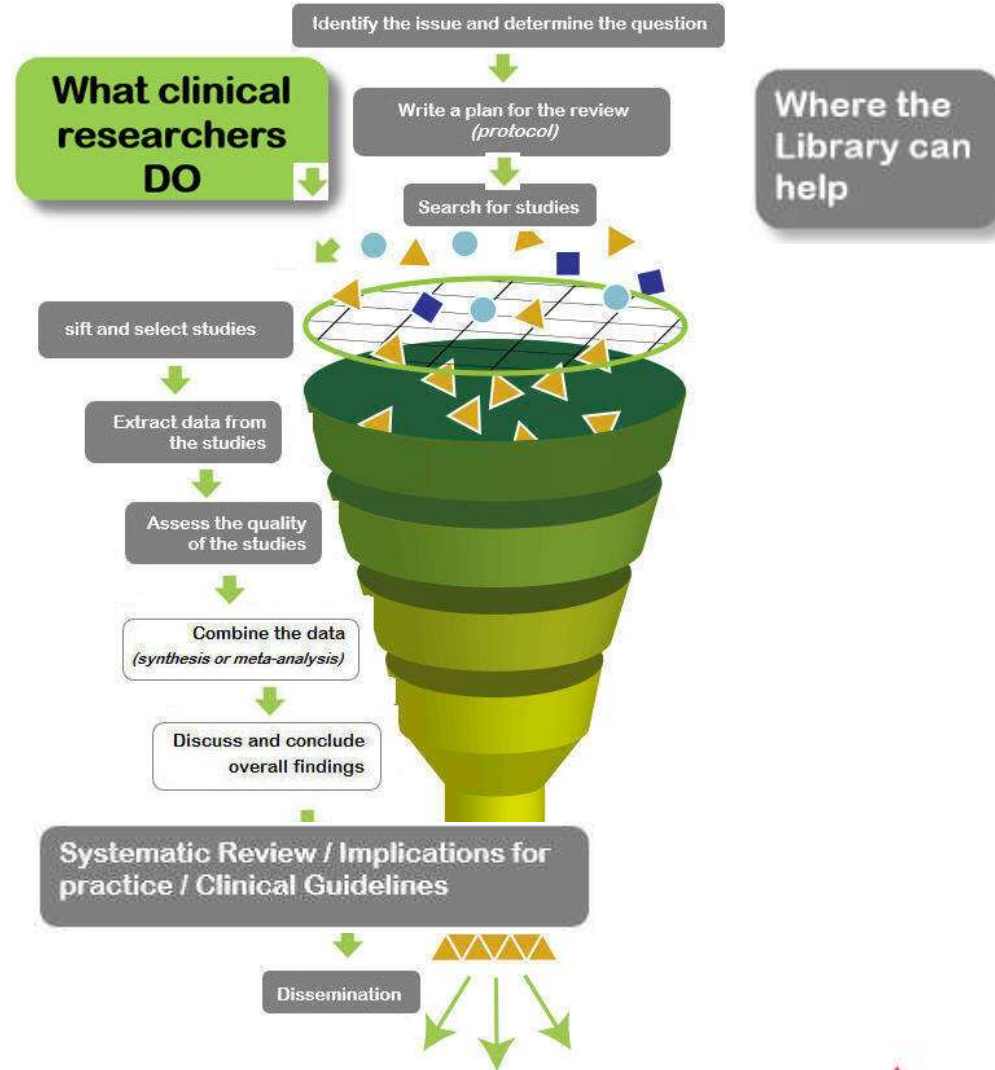 Identify the issue and determine the question
What clinical
researchers
DO
Write a plan for the review
(protocol)
Where the
Library can
help
Search for studies
sift and select studies
Extract data from
the studies
Assess the quality
of the studies
Combine the data
(synthesis or meta-analysis)
Discuss and conclude
overall findings
Systematic Review / Implications for
practice / Clinical Guidelines
Dissemination